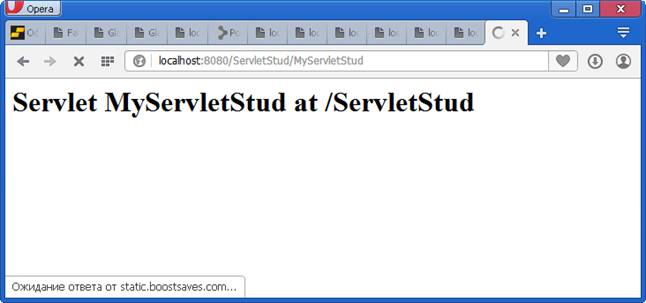 Opera
Fa
Gl
Gl
loc
Po
loc
loc
loc
loc
loc
loc
localhost:8080/ServletStud/MyServletStud
Servlet MyServletStud at /ServletStud
Ожидание ответа от static.boostsaves.com...